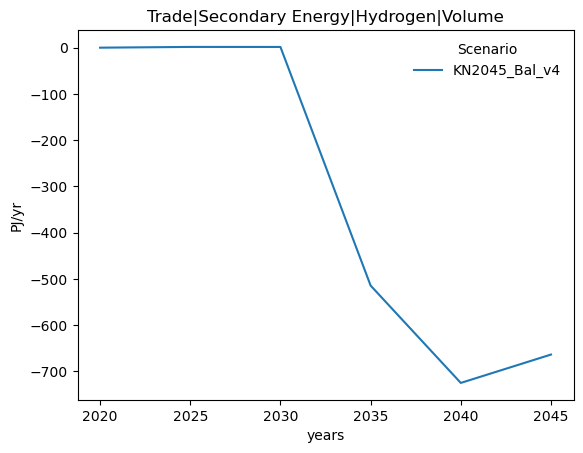 Trade|Secondary Energy|Hydrogen|Volume
Scenario
KN2045_Bal_v4
0
−100
−200
−300
−400
−500
−600
−700
PJ/yr
2020 2025 2030 2035 2040 2045
years